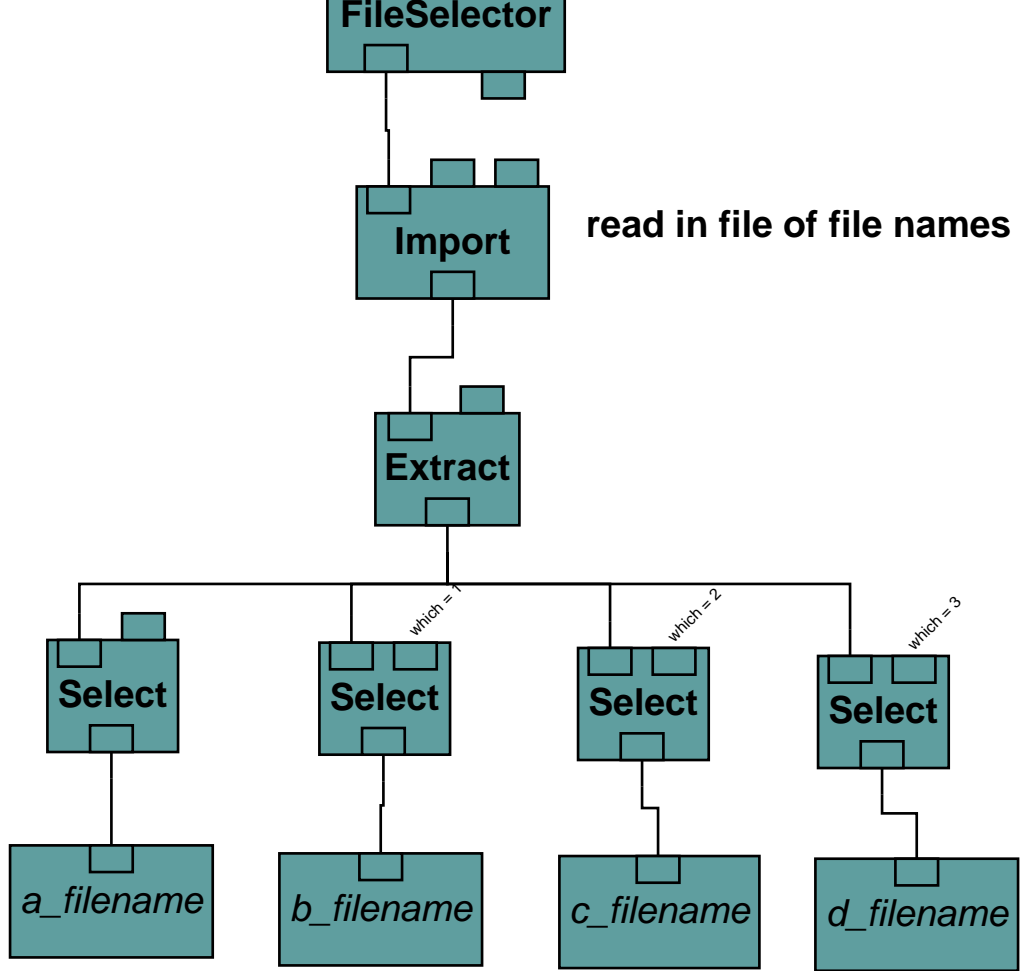 FileSelector
Import
read in file of file names
Extract
which = 1
which = 2
which = 3
Select
Select
Select
Select
a_filename
b_filename
c_filename
d_filename